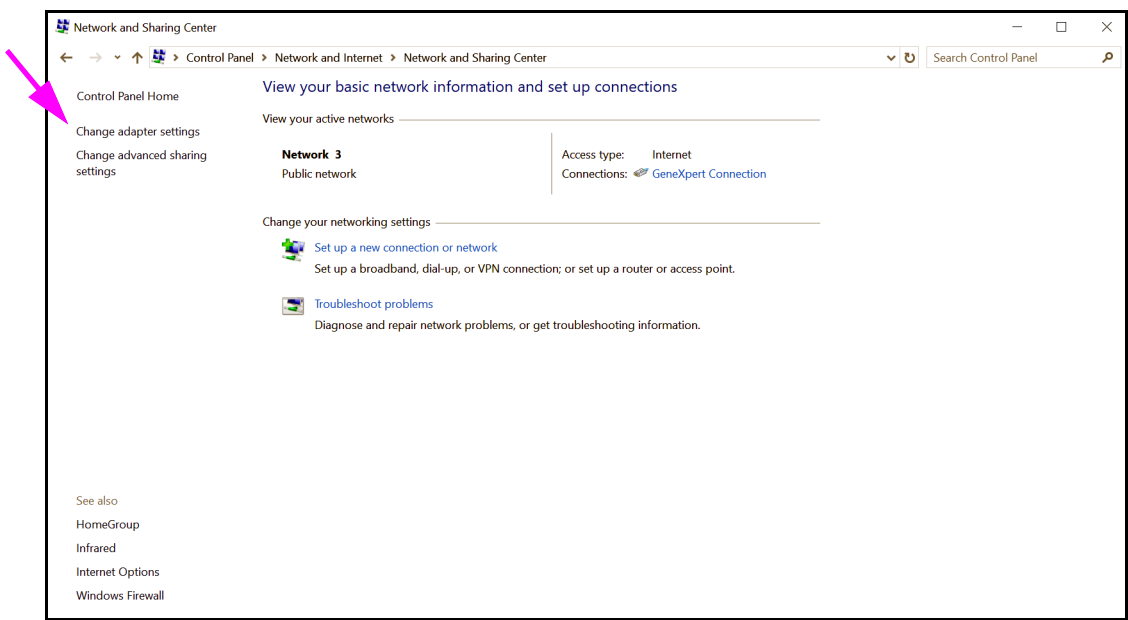 Network and Sharing Center
Control Panel > Network and Internet > Network and Sharing Center
Search Control Panel
Control Panel Home
Change adapter settings
Change advanced sharing
settings
View your basic network information and set up connections
View your active networks
Network 3
Public network
Access type: Internet
Connections: GeneXpert Connection
Change your networking settings
Set up a new connection or network
Set up a broadband, dial-up, or VPN connection; or set up a router or access point.
Troubleshoot problems
Diagnose and repair network problems, or get troubleshooting information.
See also
HomeGroup
Infrared
Internet Options
Windows Firewall